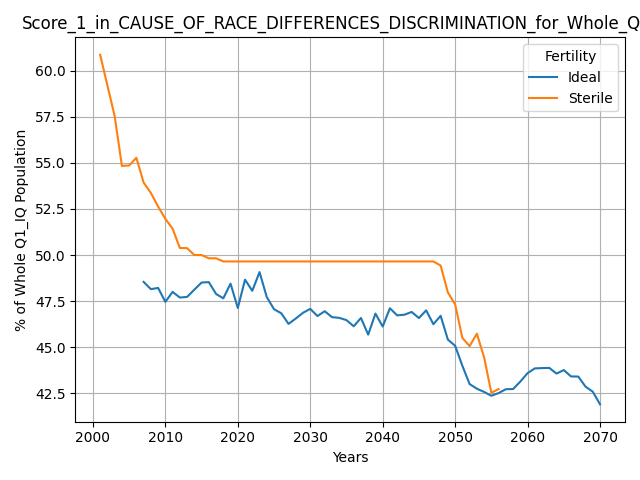 Score_1_in_CAUSE_OF_RACE_DIFFERENCES_DISCRIMINATION_for_Whole_Q
Fertility
Ideal
Sterile
% of Whole Q1_IQ Population
60.0
57.5
55.0
52.5
50.0
47.5
45.0
42.5
2000 2010 2020 2030 2040 2050 2060 2070
Years